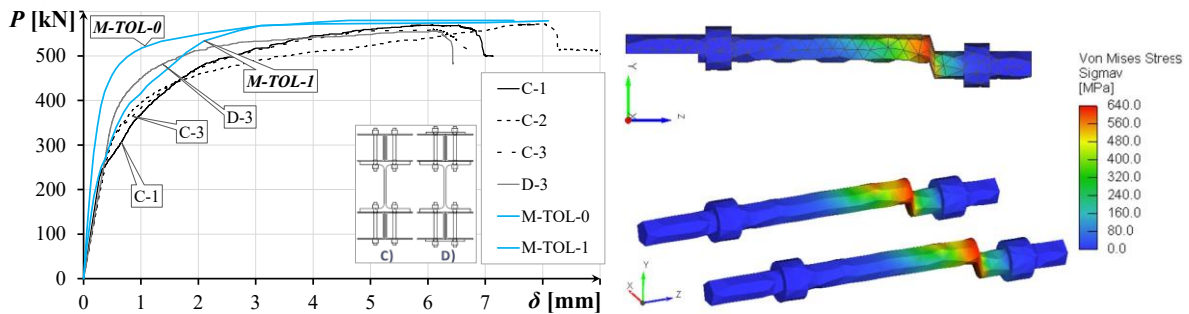 P [kN]
500
400
300
200
100
0
M-TOL-0
M-TOL-1
D-3
C-3
C-1
C-1
C-2
C-3
D-3
M-TOL-0
M-TOL-1
C) D)
0 1 2 3 4 5 6 7
δ [mm]
Y
X Z
Y
X Z
Von Mises Stress
Sigmav
[MPa]
640.0
560.0
480.0
400.0
320.0
240.0
160.0
80.0
0.0